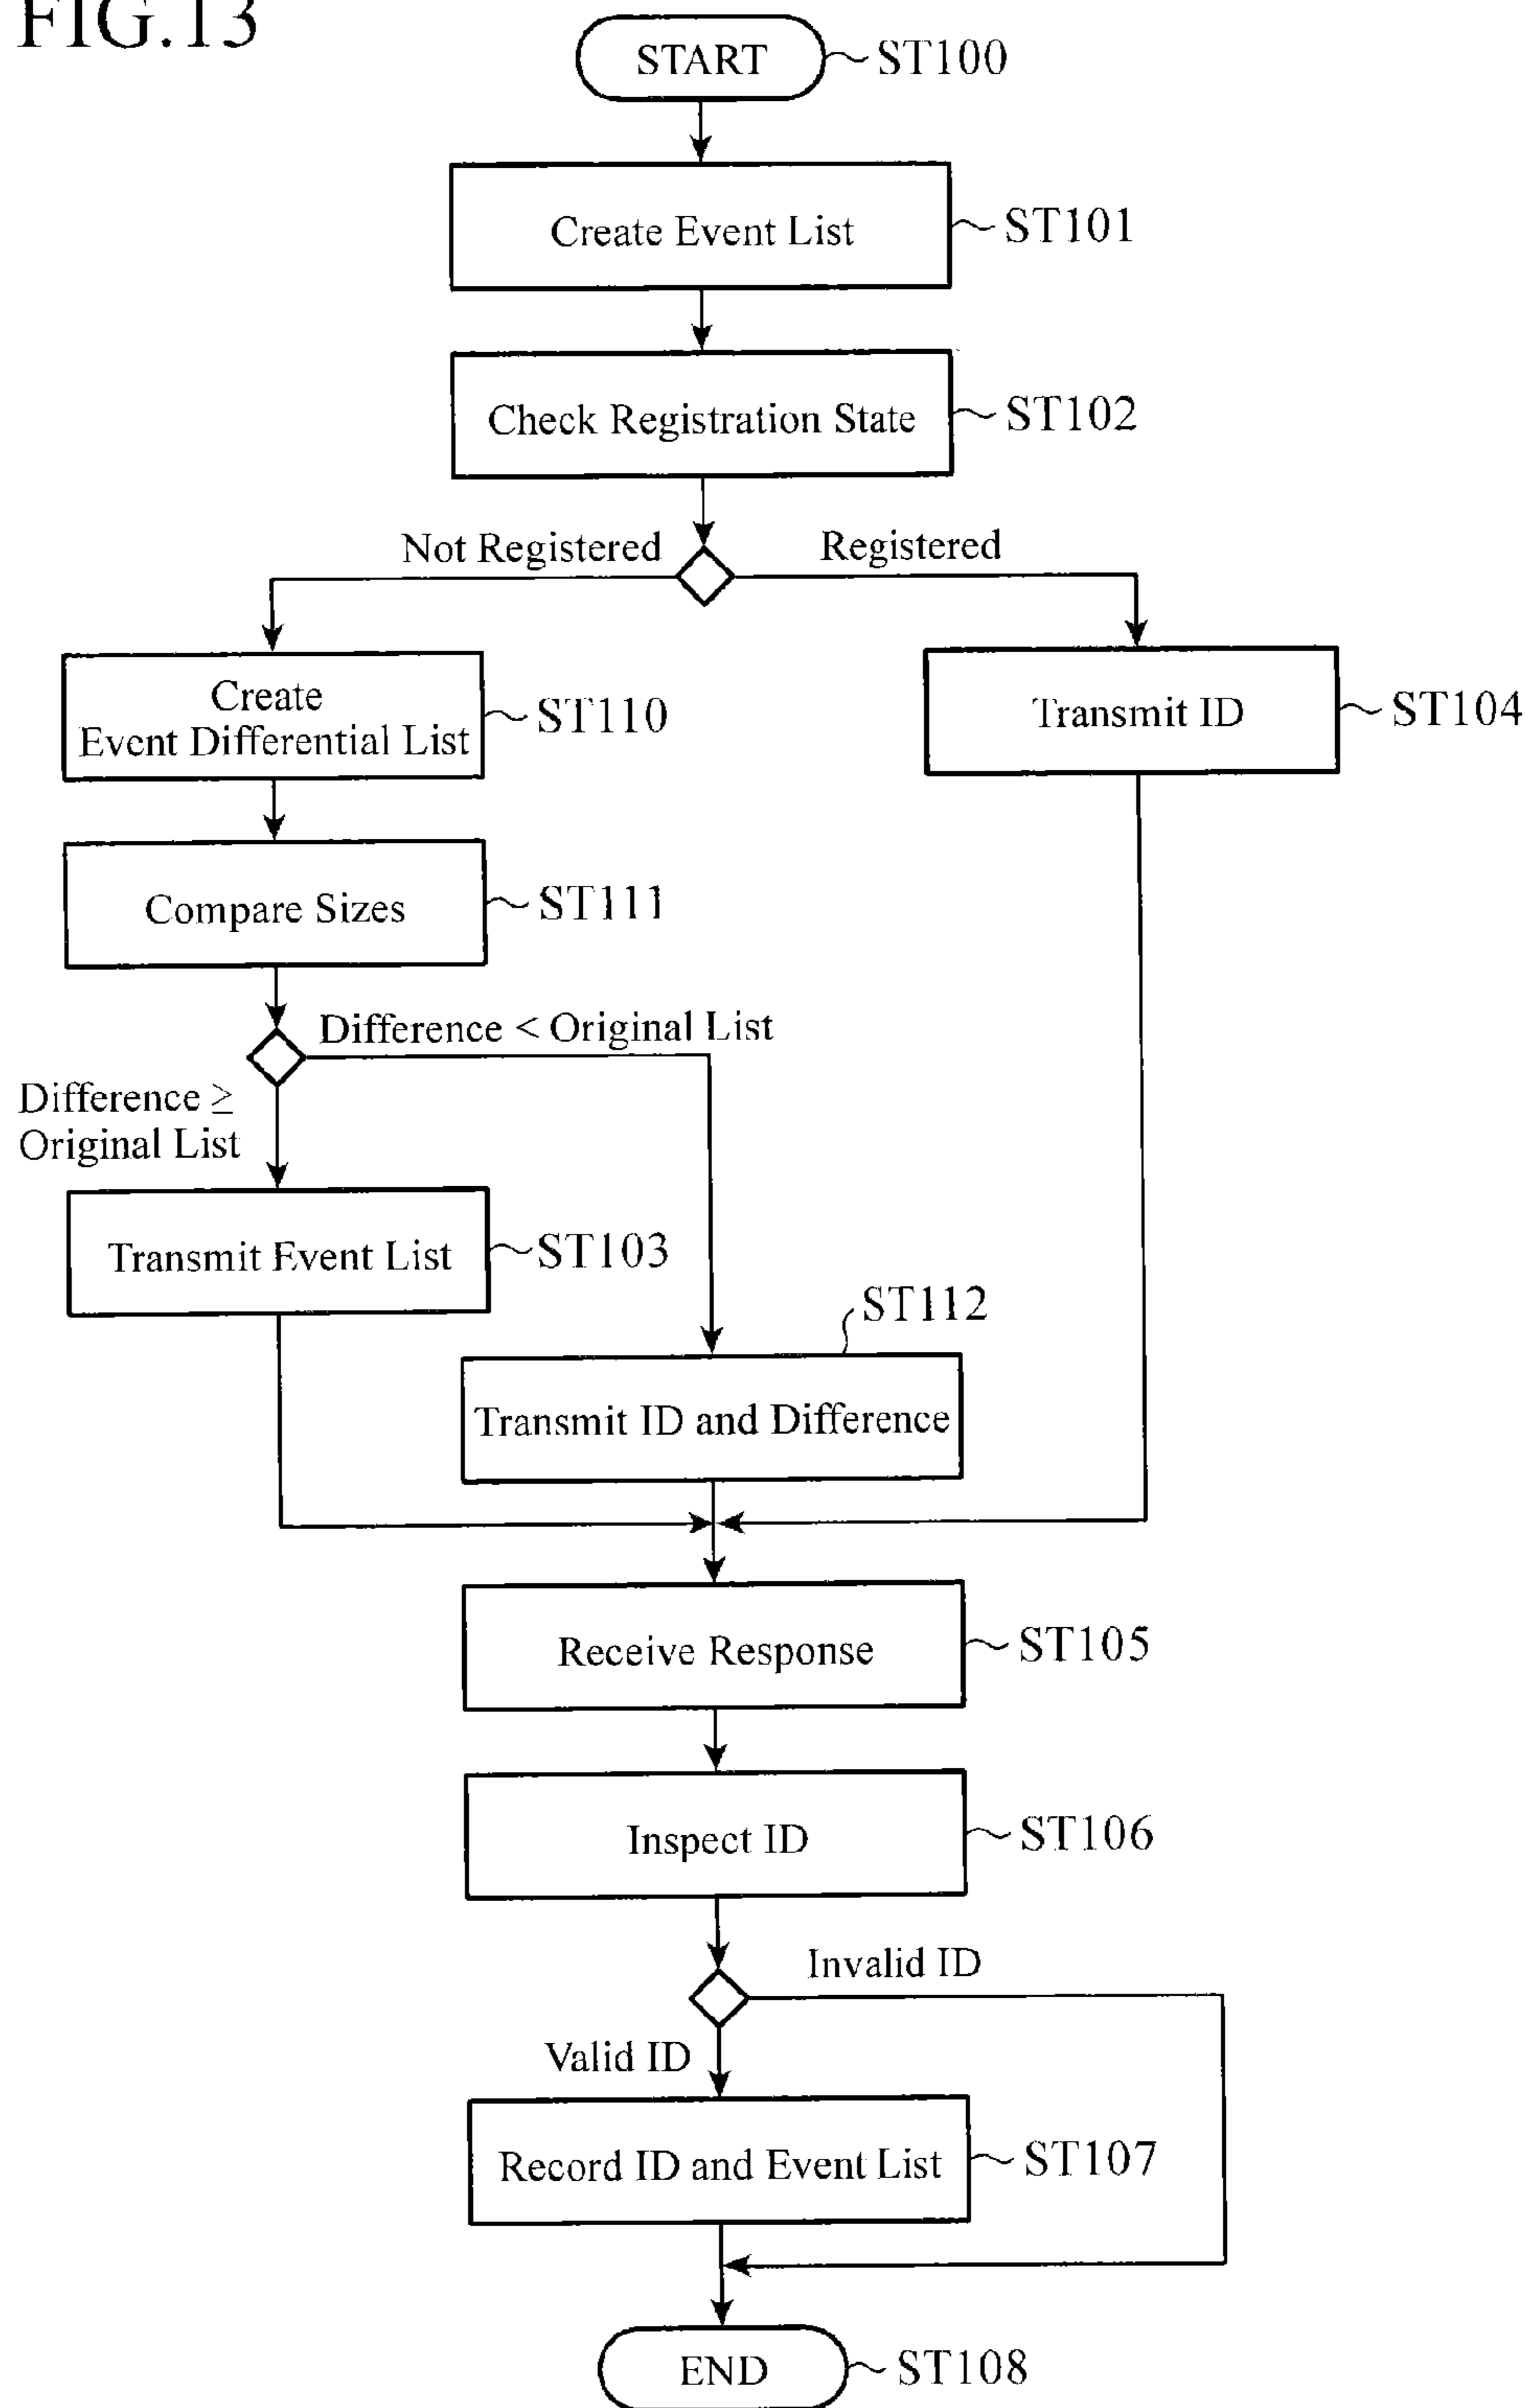 FIG.13
START
ST100
Create Event List
ST101
Check Registration State
ST102
Not Registered
Registered
Create
Event Differential List
ST110
Transmit ID
ST104
Compare Sizes
ST111
Difference < Original List
Difference ≥
Original List
Transmit Event List
ST103
ST112
Transmit ID and Difference
Receive Response
ST105
Inspect ID
ST106
Invalid ID
Valid ID
Record ID and Event List
ST107
END
ST108